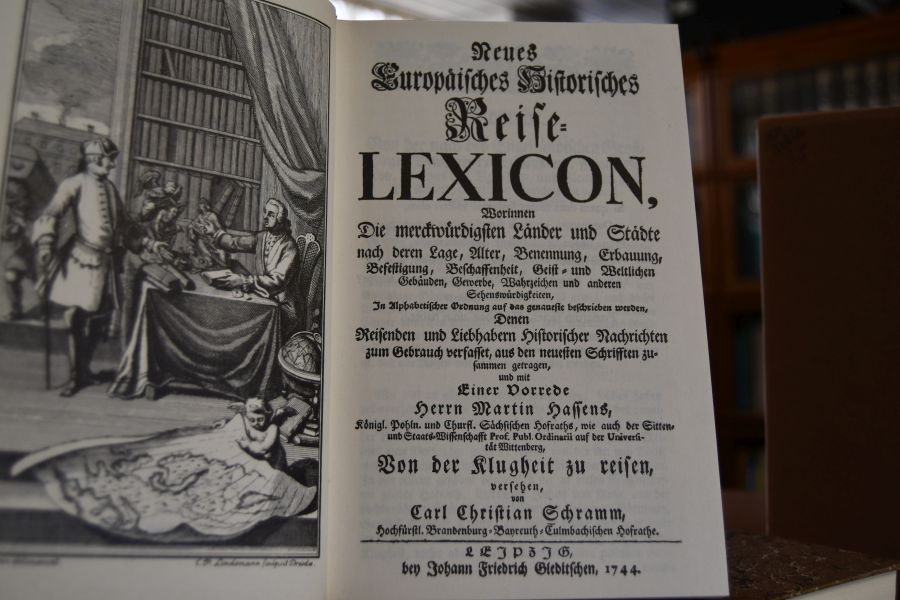 Neues
Europäisches Historisches
Reise-
LEXICON,
Worinnen
Die merckwürdigsten Länder und Städte
nach deren Lage, Alter, Benennung, Erbauung,
Befestigung, Beschaffenheit, Geist- und Weltlichen
Gebäuden, Gewerbe, Wahrzeichen und anderen
Sehenswürdigkeiten,
In Alphabetischer Ordnung auf das genaueste beschrieben werden,
Denen
Reisenden und Liebhabern Historischer Nachrichten
zum Gebrauch verfasset, aus den neuesten Schrifften zu-
sammen getragen,
und mit
Einer Vorrede
Herrn Martin Hassens,
Königl. Pohln. und Churfl. Sächsischen Hofraths, wie auch der Sitten-
und Staats-Wissenschafft Prof. Publ. Ordinarii auf der Universi-
tät Wittenberg,
Von der Klugheit zu reisen,
versehen,
von
Carl Christian Schramm,
Hochfürstl. Brandenburg-Bayreuth-Culmbachischen Hofrathe.
LEIPZIG,
bey Johann Friedrich Gleditschen, 1744.